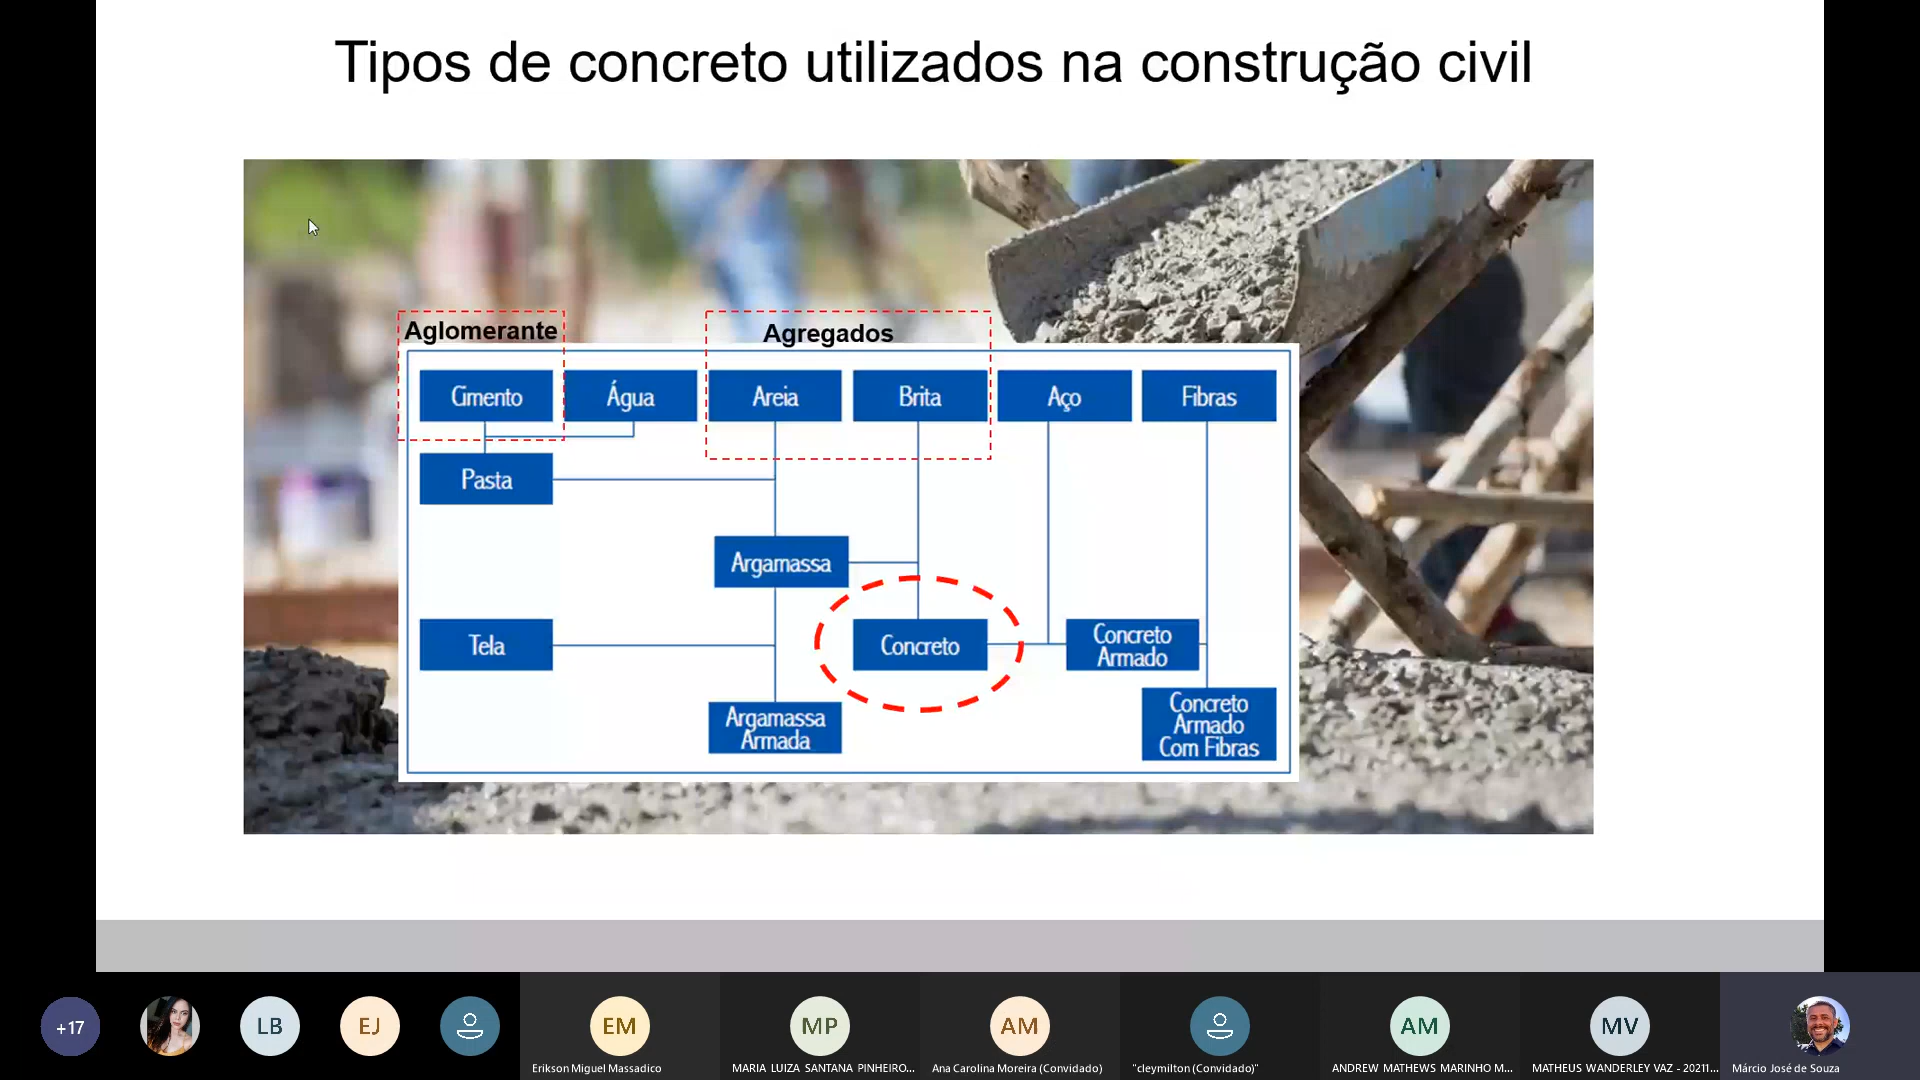 Tipos de concreto utilizados na construção civil
Aglomerante
Agregados
Cimento
Água
Areia
Brita
Aço
Fibras
Pasta
Argamassa
Tela
Concreto
Concreto
Armado
Argamassa
Armada
Concreto
Armado
Com Fibras
+17
LB
EJ
EM
MP
AM
AM
MV
Erikson Miguel Massadico
MARIA LUIZA SANTANA PINHEIRO...
Ana Carolina Moreira (Convidado)
"cleymilton (Convidado)"
ANDREW MATHEWS MARINHO M...
MATHEUS WANDERLEY VAZ - 20211...
Márcio José de Souza